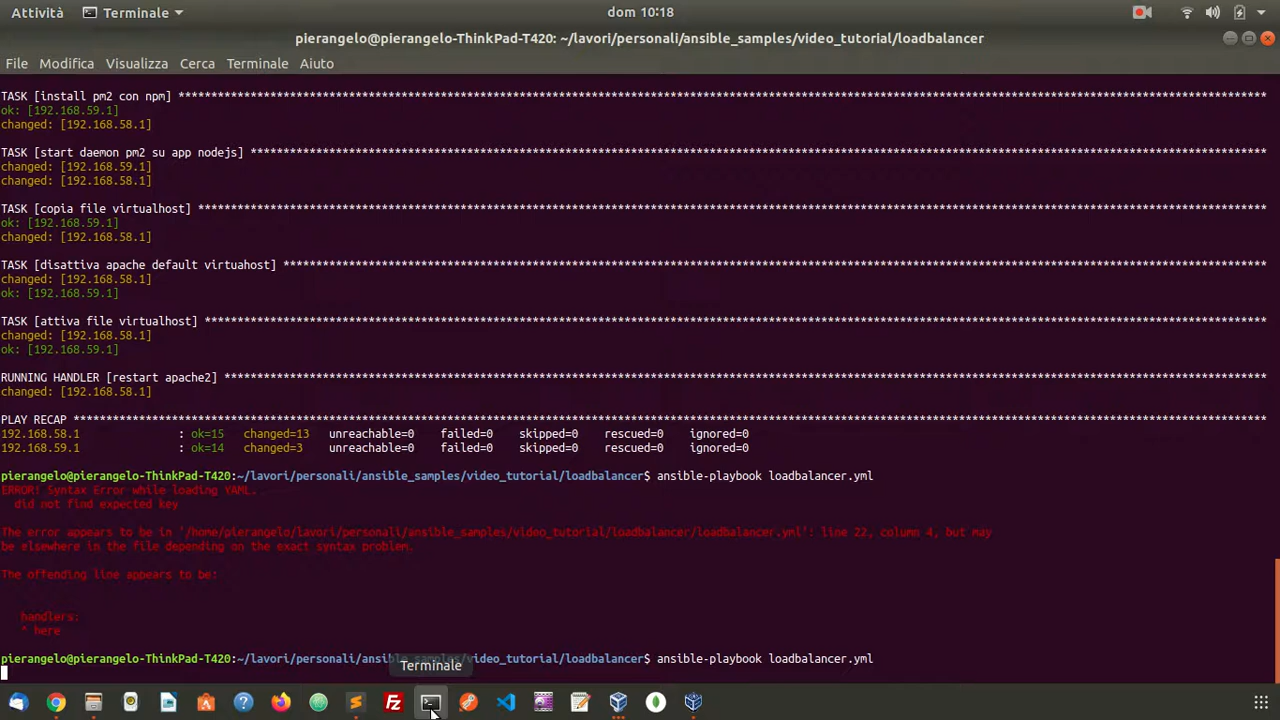 Attività
Terminale
dom 10:18
pierangelo@pierangelo-ThinkPad-T420: ~/lavori/personali/ansible_samples/video_tutorial/loadbalancer
File Modifica Visualizza Cerca Terminale Aiuto
TASK [install pm2 con npm] ****************************************************************************************************************************************************************
ok: [192.168.59.1]
changed: [192.168.58.1]
TASK [start daemon pm2 su app nodejs] *****************************************************************************************************************************************************
changed: [192.168.59.1]
changed: [192.168.58.1]
TASK [copia file virtualhost] *************************************************************************************************************************************************************
ok: [192.168.59.1]
changed: [192.168.58.1]
TASK [disattiva apache default virtuahost] ************************************************************************************************************************************************
changed: [192.168.58.1]
ok: [192.168.59.1]
TASK [attiva file virtualhost] ************************************************************************************************************************************************************
changed: [192.168.58.1]
ok: [192.168.59.1]
RUNNING HANDLER [restart apache2] *********************************************************************************************************************************************************
changed: [192.168.58.1]
PLAY RECAP ********************************************************************************************************************************************************************************
192.168.58.1 : ok=15 changed=13 unreachable=0 failed=0 skipped=0 rescued=0 ignored=0
192.168.59.1 : ok=14 changed=3 unreachable=0 failed=0 skipped=0 rescued=0 ignored=0
pierangelo@pierangelo-ThinkPad-T420:~/lavori/personali/ansible_samples/video_tutorial/loadbalancer$ ansible-playbook loadbalancer.yml
ERROR! Syntax Error while loading YAML.
did not find expected key
The error appears to be in '/home/pierangelo/lavori/personali/ansible_samples/video_tutorial/loadbalancer/loadbalancer.yml': line 22, column 4, but may
be elsewhere in the file depending on the exact syntax problem.
The offending line appears to be:
handlers:
^ here
pierangelo@pierangelo-ThinkPad-T420:~/lavori/personali/ansible_samples/video_tutorial/loadbalancer$ ansible-playbook loadbalancer.yml
Terminale